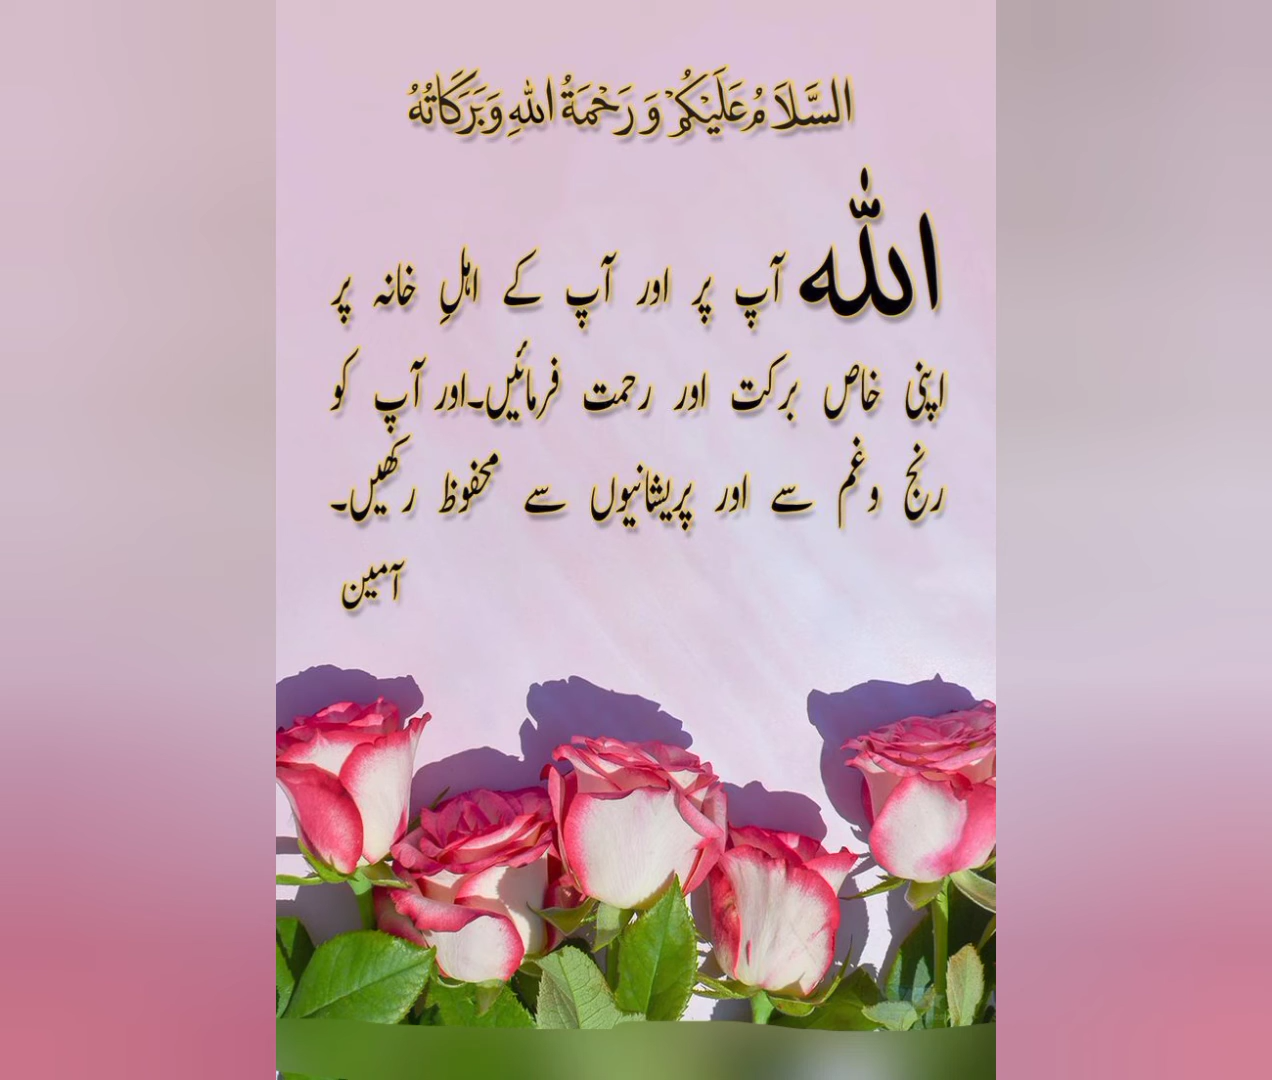 السَّلَامُ عَلَيْكُمْ وَ رَحْمَةُ اللهِ وَبَرَكَاتُهُ
اللہ آپ پر اور آپ کے اہلِ خانہ پر
اپنی خاص برکت اور رحمت فرمائیں۔اور آپ کو
رنج وغم سے اور پریشانیوں سے محفوظ رکھیں۔
آمین